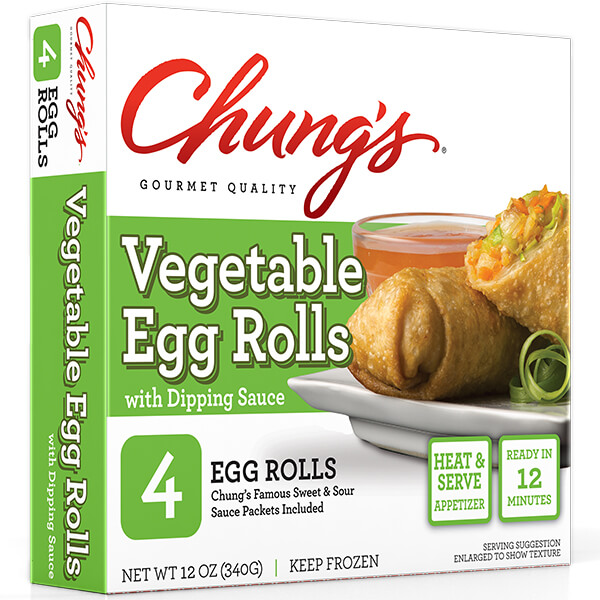 Chung's®
GOURMET QUALITY
Vegetable
Egg Rolls
with Dipping Sauce
4
EGG ROLLS
Chung's Famous Sweet & Sour
Sauce Packets Included
HEAT &
SERVE
APPETIZER
READY IN
12
MINUTES
SERVING SUGGESTION
ENLARGED TO SHOW TEXTURE
NET WT 12 OZ (340G) | KEEP FROZEN
4
EGG
ROLLS
Chung's
GOURMET QUALITY
Vegetable Egg Rolls
with Dipping Sauce